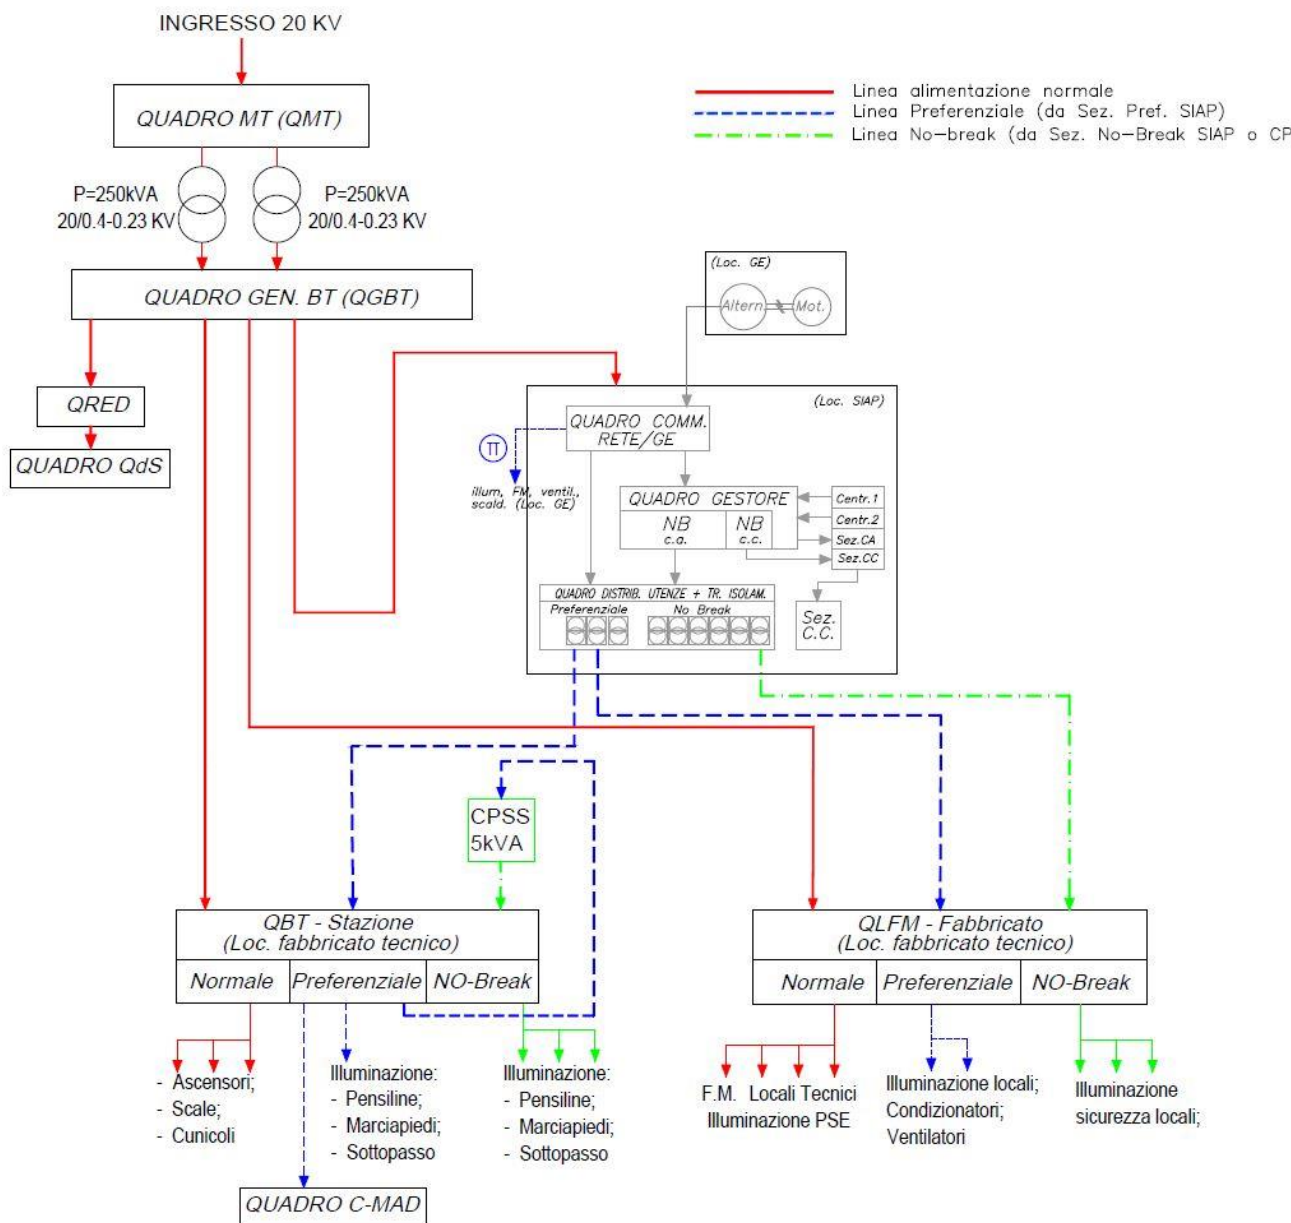 INGRESSO 20 KV
QUADRO MT (QMT)
Linea alimentazione normale
Linea Preferenziale (da Sez. Pref. SIAP)
Linea No-break (da Sez. No-Break SIAP o CP
P=250kVA
20/0.4-0.23 KV
P=250kVA
20/0.4-0.23 KV
QUADRO GEN. BT (QGBT)
(Loc. GE)
Altern.
Mot.
QRED
QUADRO QdS
(Loc. SIAP)
QUADRO COMM.
RETE/GE
TT
illum, FM, ventil.,
scald. (Loc. GE)
QUADRO GESTORE
NB
c.a.
NB
c.c.
Centr.1
Centr.2
Sez.CA
Sez.CC
QUADRO DISTRIB. UTENZE + TR. ISOLAM.
Preferenziale
No Break
Sez.
C.C.
CPSS
5kVA
QBT - Stazione
(Loc. fabbricato tecnico)
Normale
Preferenziale
NO-Break
QLFM - Fabbricato
(Loc. fabbricato tecnico)
Normale
Preferenziale
NO-Break
- Ascensori;
- Scale;
- Cunicoli
Illuminazione:
- Pensiline;
- Marciapiedi;
- Sottopasso
Illuminazione:
- Pensiline;
- Marciapiedi;
- Sottopasso
F.M. Locali Tecnici
Illuminazione PSE
Illuminazione locali;
Condizionatori;
Ventilatori
Illuminazione
sicurezza locali;
QUADRO C-MAD